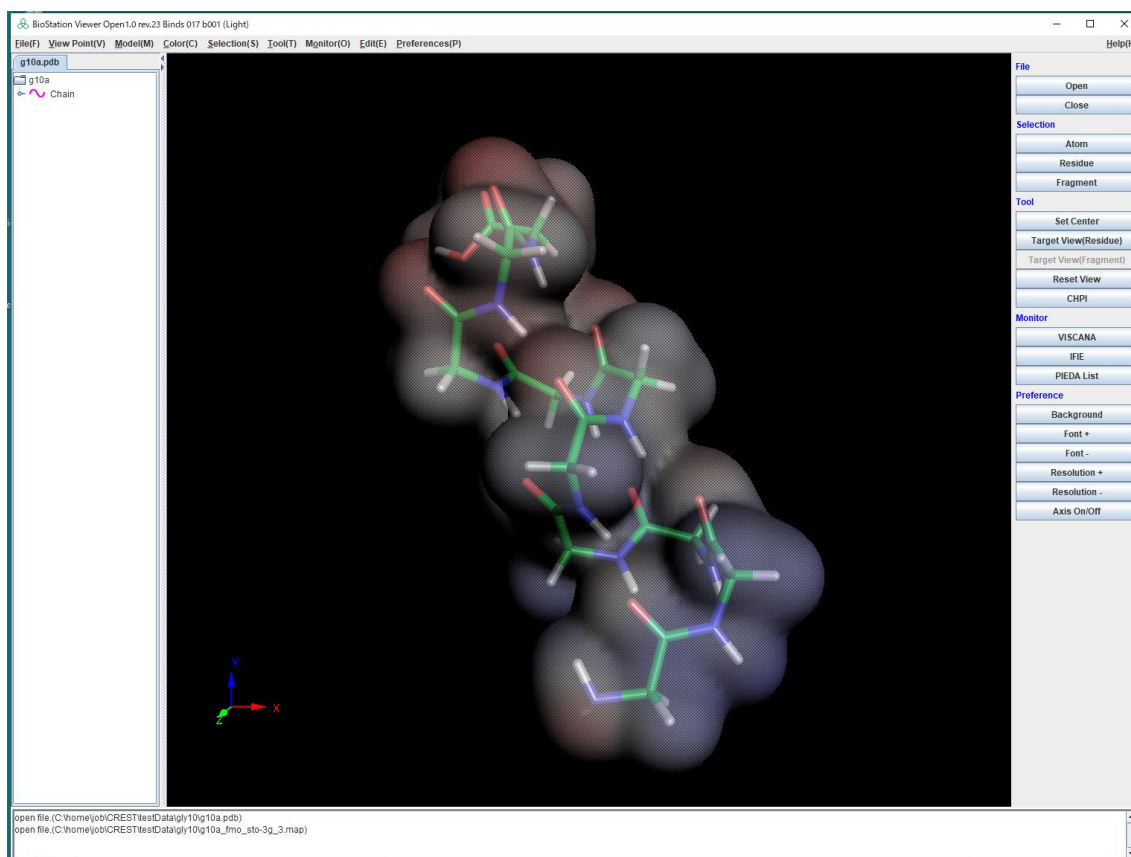 BioStation Viewer Open1.0 rev.23 Binds 017 b001 (Light)
File(F) View Point(V) Model(M) Color(C) Selection(S) Tool(T) Monitor(O) Edit(E) Preferences(P) Help(H
g10a.pdb
g10a
Chain
File
Open
Close
Selection
Atom
Residue
Fragment
Tool
Set Center
Target View(Residue)
Target View(Fragment)
Reset View
CHPI
Monitor
VISCANA
IFIE
PIEDA List
Preference
Background
Font +
Font -
Resolution +
Resolution -
Axis On/Off
Y
X
Z
open file.(C:\home\job\CREST\testData\gly10\g10a.pdb)
open file.(C:\home\job\CREST\testData\gly10\g10a_fmo_sto-3g_3.map)